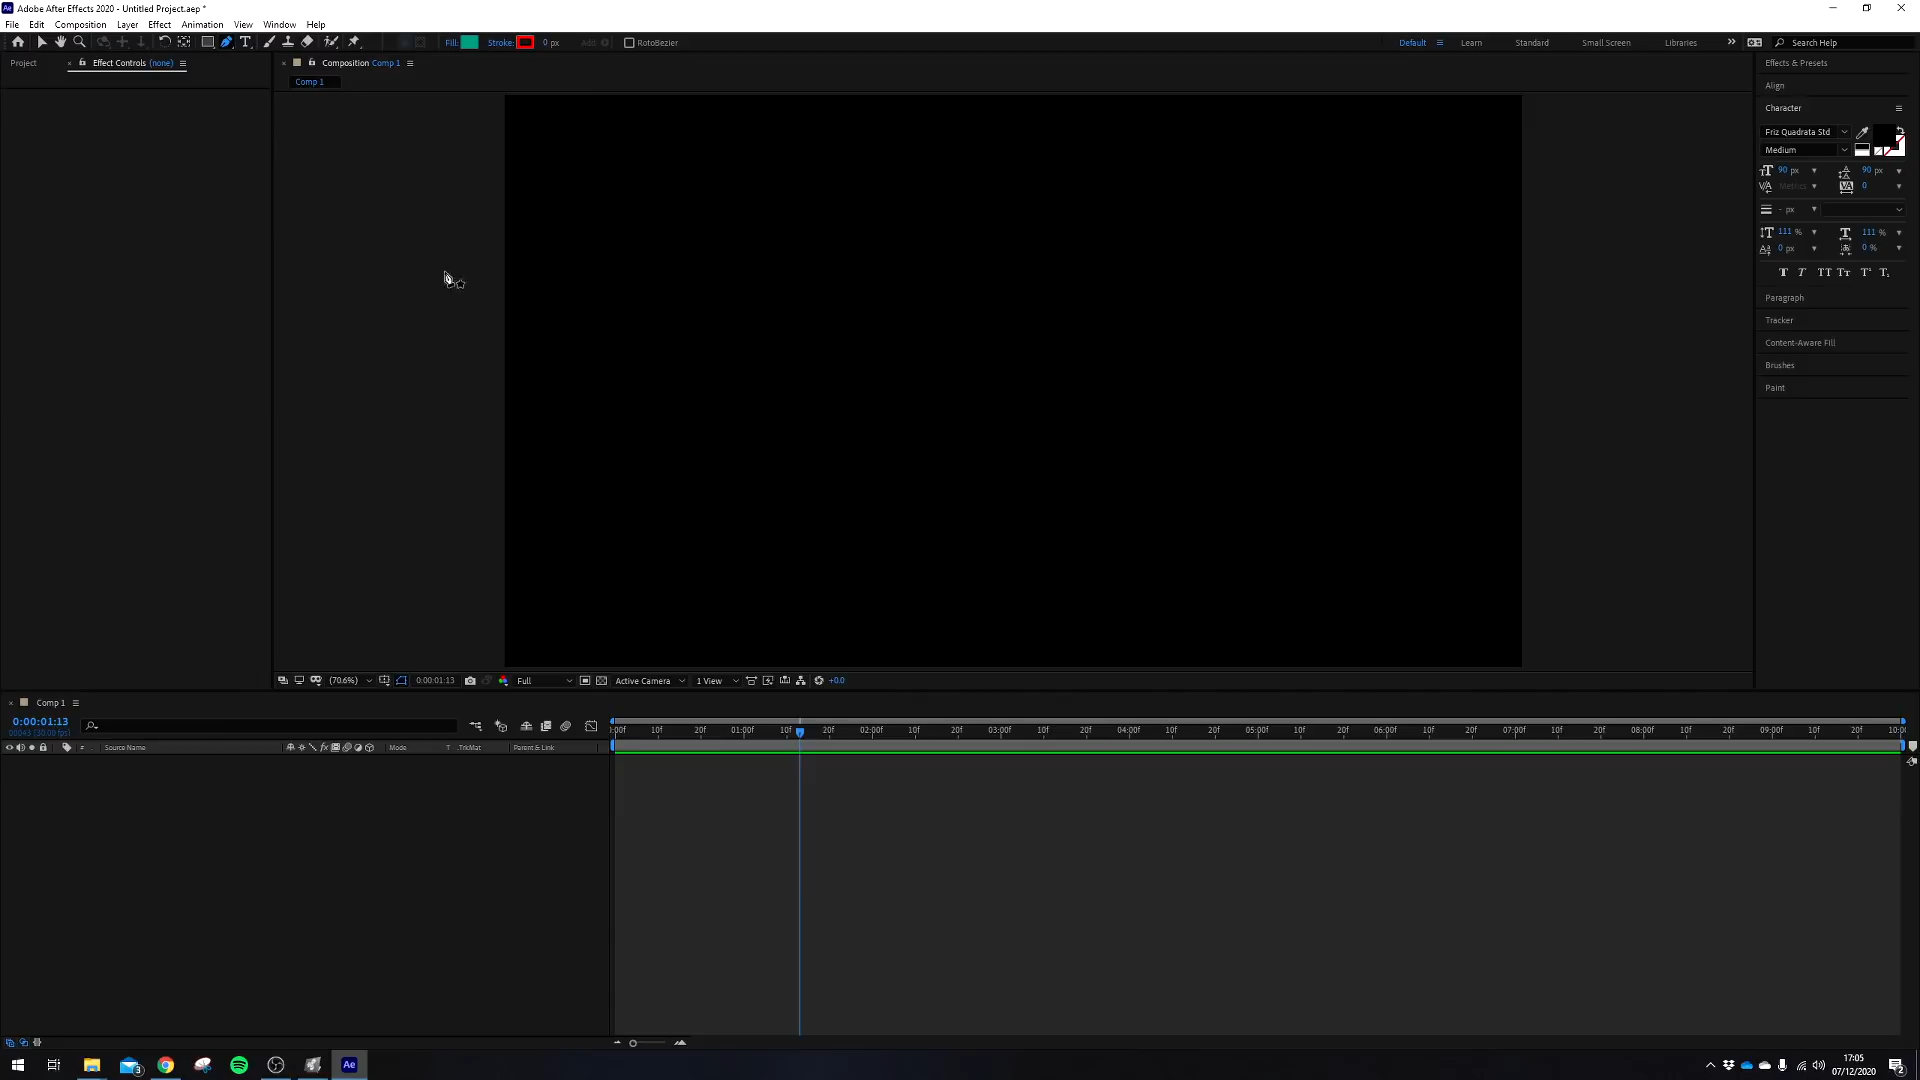 Adobe After Effects 2020 - Untitled Project.aep *
File Edit Composition Layer Effect Animation View Window Help
Fill: Stroke: 0 px Add RotoBezier Default Learn Standard Small Screen Libraries Search Help
Project Effect Controls (none) Composition Comp 1
Comp 1
Effects & Presets
Align
Character
Friz Quadrata Std
Medium
90 px 90 px
Metrics 0
- px
111 % 111 %
0 px 0 %
Paragraph
Tracker
Content-Aware Fill
Brushes
Paint
(70.6%) 0:00:01:13 Full Active Camera 1 View +0.0
Comp 1
0:00:01:13
00043 (30.00 fps)
:00f 10f 20f 01:00f 10f 20f 02:00f 10f 20f 03:00f 10f 20f 04:00f 10f 20f 05:00f 10f 20f 06:00f 10f 20f 07:00f 10f 20f 08:00f 10f 20f 09:00f 10f 20f 10:0
# Source Name Mode T .TrkMat Parent & Link
3 Ae
17:05
07/12/2020
2